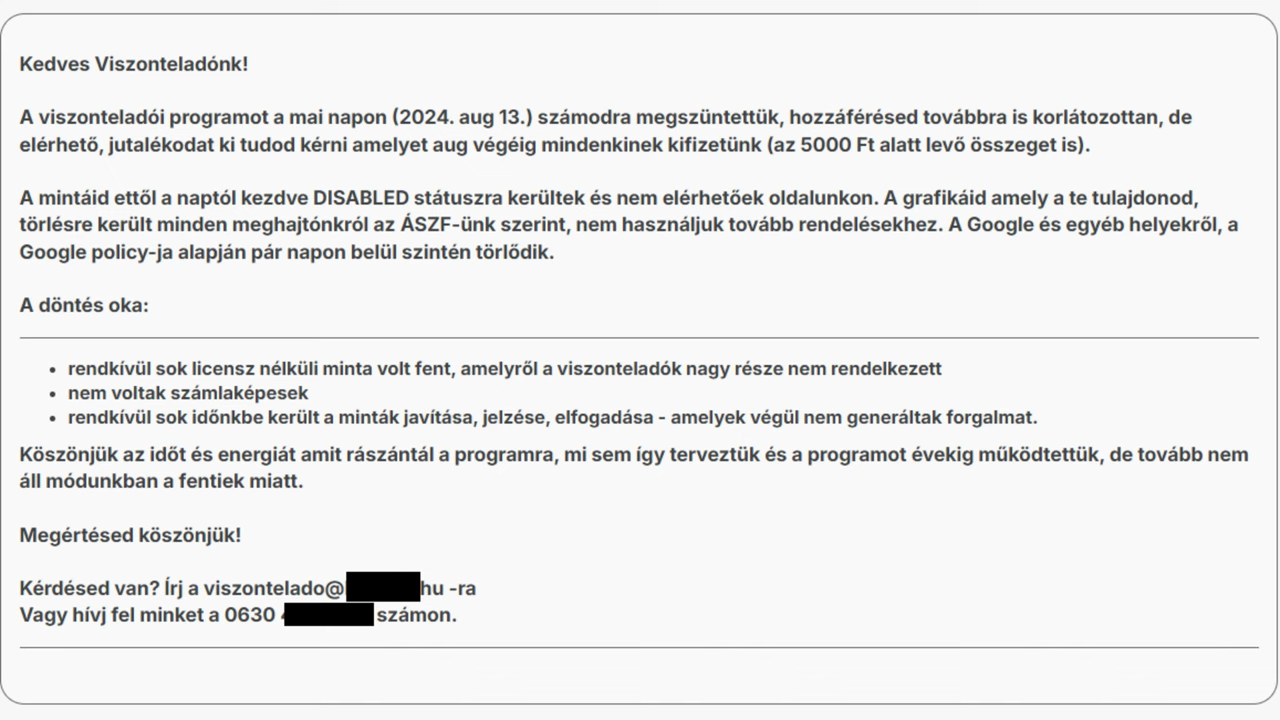 Kedves Viszonteladónk!
A viszonteladói programot a mai napon (2024. aug 13.) számodra megszüntettük, hozzáférésed továbbra is korlátozottan, de
elérhető, jutalékodat ki tudod kérni amelyet aug végéig mindenkinek kifizetünk (az 5000 Ft alatt levő összeget is).
A mintáid ettől a naptól kezdve DISABLED státuszra kerültek és nem elérhetőek oldalunkon. A grafikáid amely a te tulajdonod,
törlésre került minden meghajtónkról az ÁSZF-ünk szerint, nem használjuk tovább rendelésekhez. A Google és egyéb helyekről, a
Google policy-ja alapján pár napon belül szintén törlődik.
A döntés oka:
• rendkívül sok licensz nélküli minta volt fent, amelyről a viszonteladók nagy része nem rendelkezett
• nem voltak számlaképesek
• rendkívül sok időnkbe került a minták javítása, jelzése, elfogadása - amelyek végül nem generáltak forgalmat.
Köszönjük az időt és energiát amit rászántál a programra, mi sem így terveztük és a programot évekig működtettük, de tovább nem
áll módunkban a fentiek miatt.
Megértésed köszönjük!
Kérdésed van? Írj a viszontelado@ hu -ra
Vagy hívj fel minket a 0630 számon.